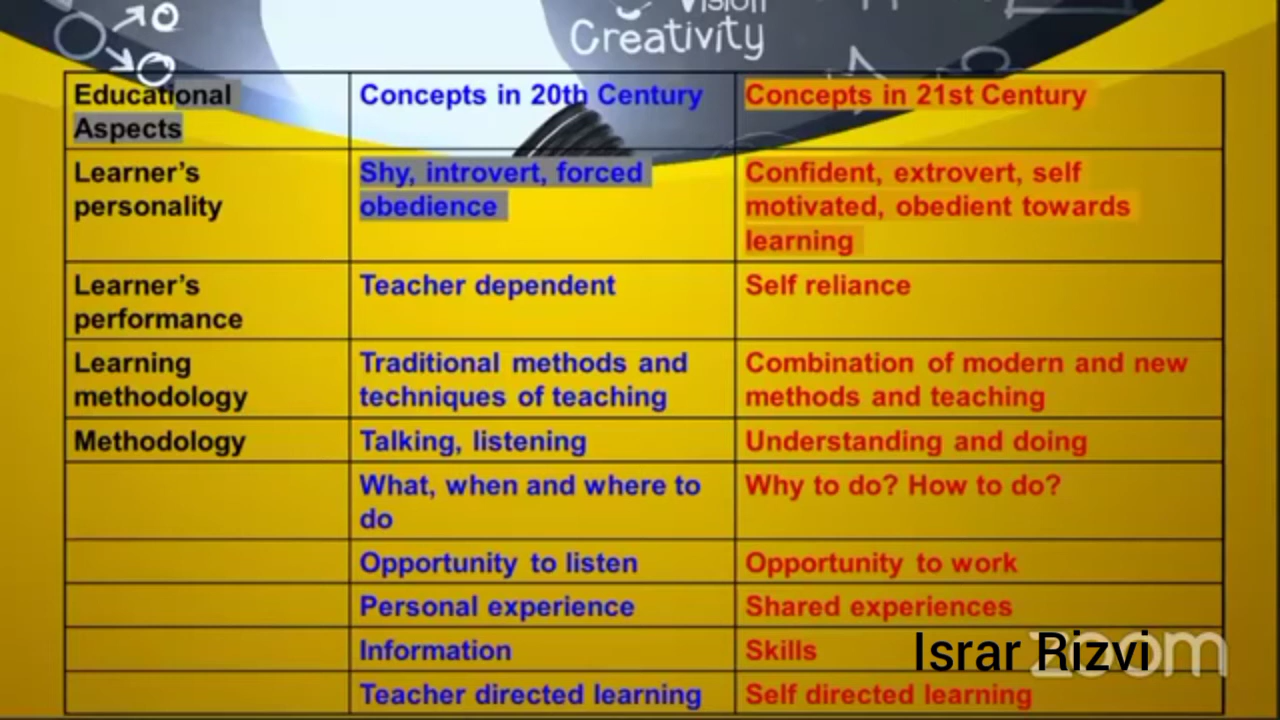 Vision
Creativity
Educational Aspects | Concepts in 20th Century | Concepts in 21st Century
Learner's personality | Shy, introvert, forced obedience | Confident, extrovert, self motivated, obedient towards learning
Learner's performance | Teacher dependent | Self reliance
Learning methodology | Traditional methods and techniques of teaching | Combination of modern and new methods and teaching
Methodology | Talking, listening | Understanding and doing
What, when and where to do | Why to do? How to do?
Opportunity to listen | Opportunity to work
Personal experience | Shared experiences
Information | Skills
Israr Rizvi
zoom
Teacher directed learning | Self directed learning